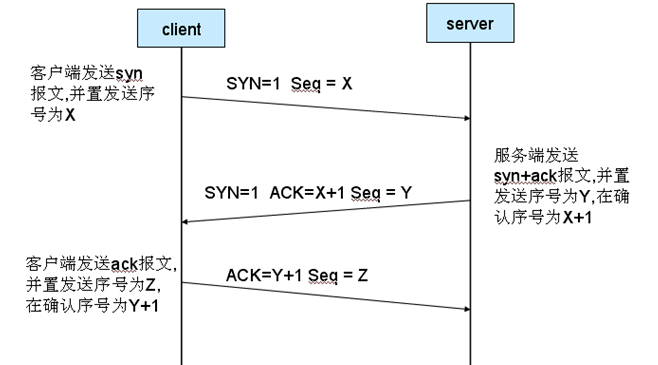 client
server
客户端发送syn
报文,并置发送序
号为X
SYN=1 Seq = X
服务端发送
syn+ack报文,并置
发送序号为Y,在确
认序号为X+1
SYN=1 ACK=X+1 Seq = Y
客户端发送ack报文,
并置发送序号为Z,
在确认序号为Y+1
ACK=Y+1 Seq = Z